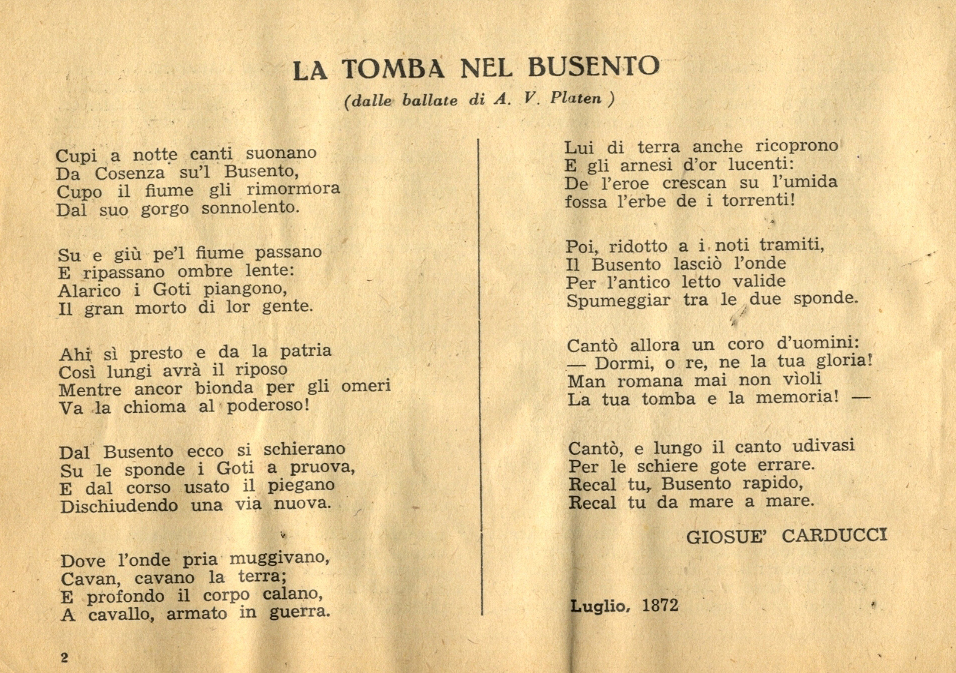 LA TOMBA NEL BUSENTO
(dalle ballate di A. V. Platen )
Cupi a notte canti suonano
Da Cosenza su'l Busento,
Cupo il fiume gli rimormora
Dal suo gorgo sonnolento.
Su e giù pe'l fiume passano
E ripassano ombre lente:
Alarico i Goti piangono,
Il gran morto di lor gente.
Ahi sì presto e da la patria
Così lungi avrà il riposo
Mentre ancor bionda per gli omeri
Va la chioma al poderoso!
Dal Busento ecco si schierano
Su le sponde i Goti a pruova,
E dal corso usato il piegano
Dischiudendo una via nuova.
Dove l'onde pria muggivano,
Cavan, cavano la terra;
E profondo il corpo calano,
A cavallo, armato in guerra.
Lui di terra anche ricoprono
E gli arnesi d'or lucenti:
De l'eroe crescan su l'umida
fossa l'erbe de i torrenti!
Poi, ridotto a i noti tramiti,
Il Busento lasciò l'onde
Per l'antico letto valide
Spumeggiar tra le due sponde.
Cantò allora un coro d'uomini:
— Dormi, o re, ne la tua gloria!
Man romana mai non vìoli
La tua tomba e la memoria! —
Cantò, e lungo il canto udivasi
Per le schiere gote errare.
Recal tu, Busento rapido,
Recal tu da mare a mare.
GIOSUE' CARDUCCI
Luglio, 1872
2